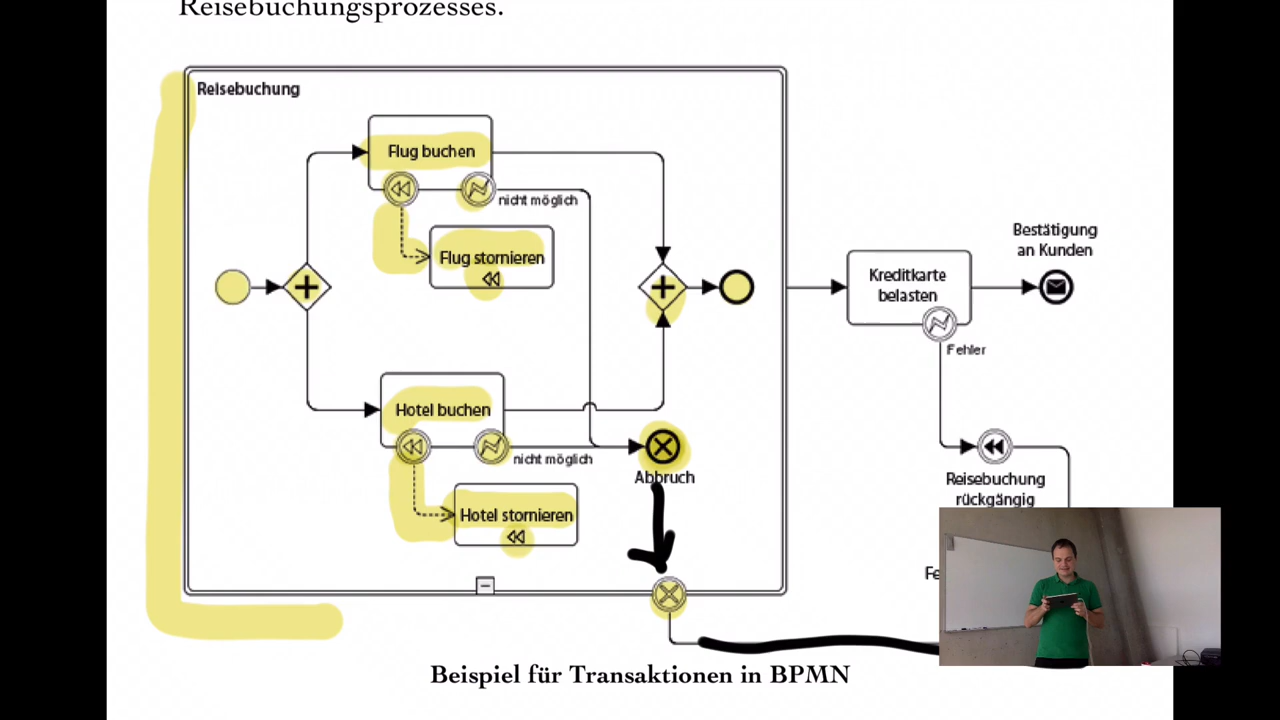 Reisebuchungsprozesses.
Reisebuchung
Flug buchen
nicht möglich
Flug stornieren
Bestätigung
an Kunden
Kreditkarte
belasten
Fehler
Hotel buchen
nicht möglich
Abbruch
Hotel stornieren
Reisebuchung
rückgängig
Beispiel für Transaktionen in BPMN